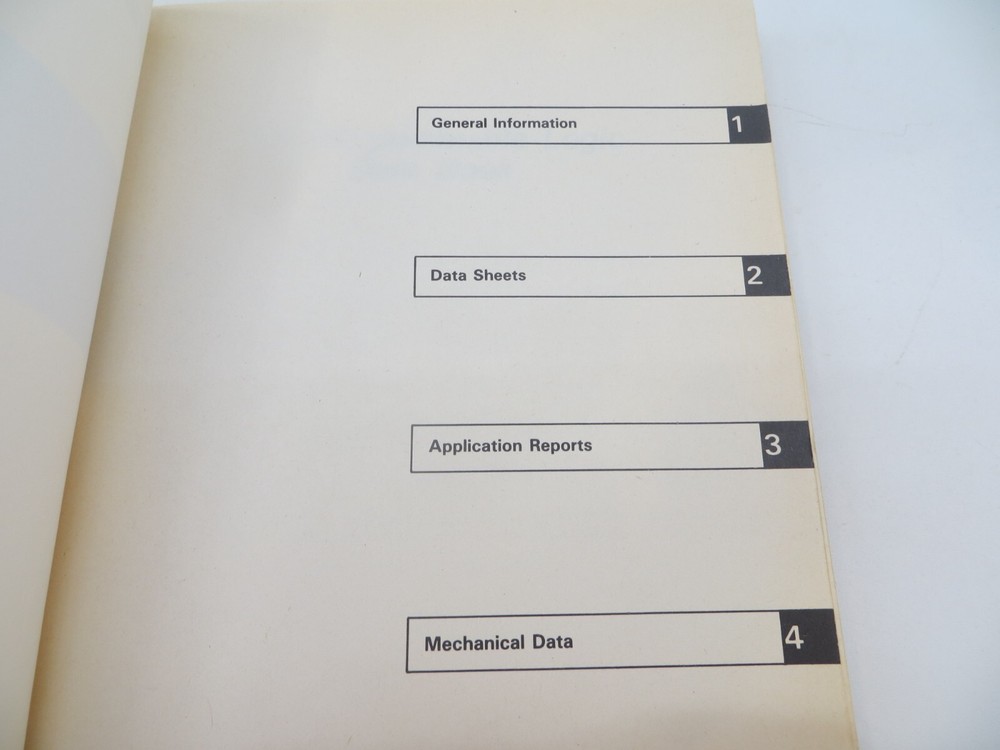 General Information 1
Data Sheets 2
Application Reports 3
Mechanical Data 4